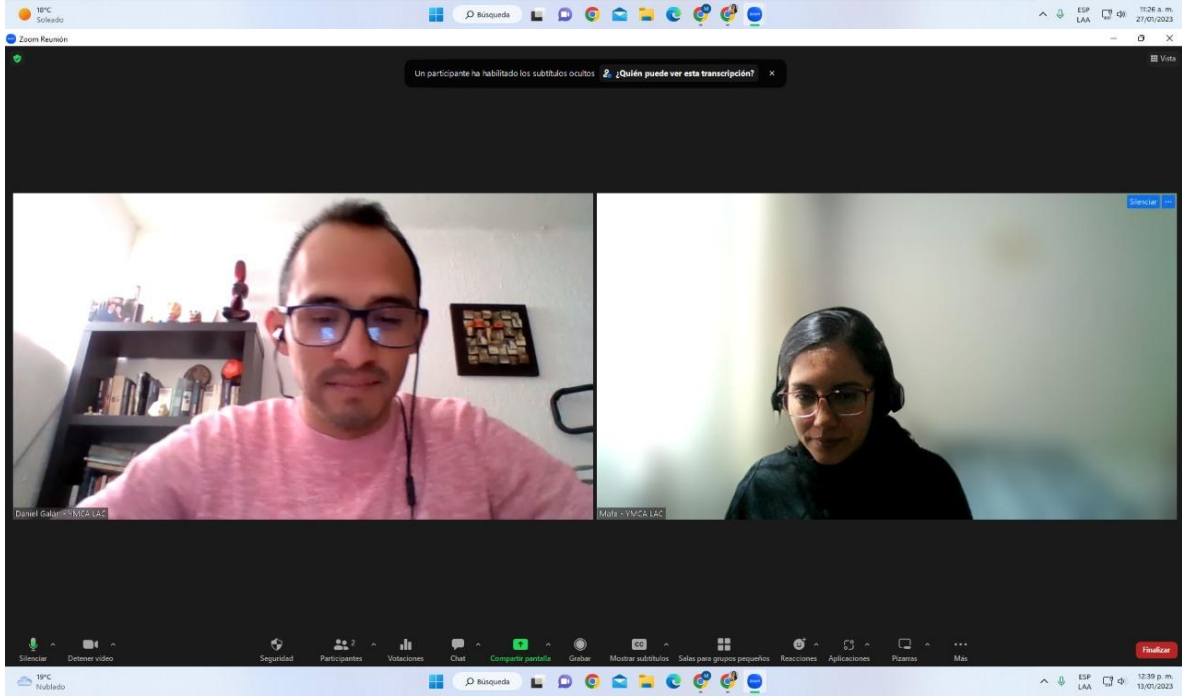 18°C
Soleado
Búsqueda
ESP
LAA
11:26 a. m.
27/01/2023
Zoom Reunión
Un participante ha habilitado los subtítulos ocultos ¿Quién puede ver esta transcripción?
Vista
Silenciar
Daniel Galán - YMCA LAC
Mafe - YMCA LAC
Silenciar
Detener video
Seguridad
Participantes 2
Votaciones
Chat
Compartir pantalla
Grabar
CC
Mostrar subtítulos
Salas para grupos pequeños
Reacciones
Aplicaciones
Pizarras
Más
Finalizar
19°C
Nublado
Búsqueda
ESP
LAA
12:39 p. m.
13/01/2023